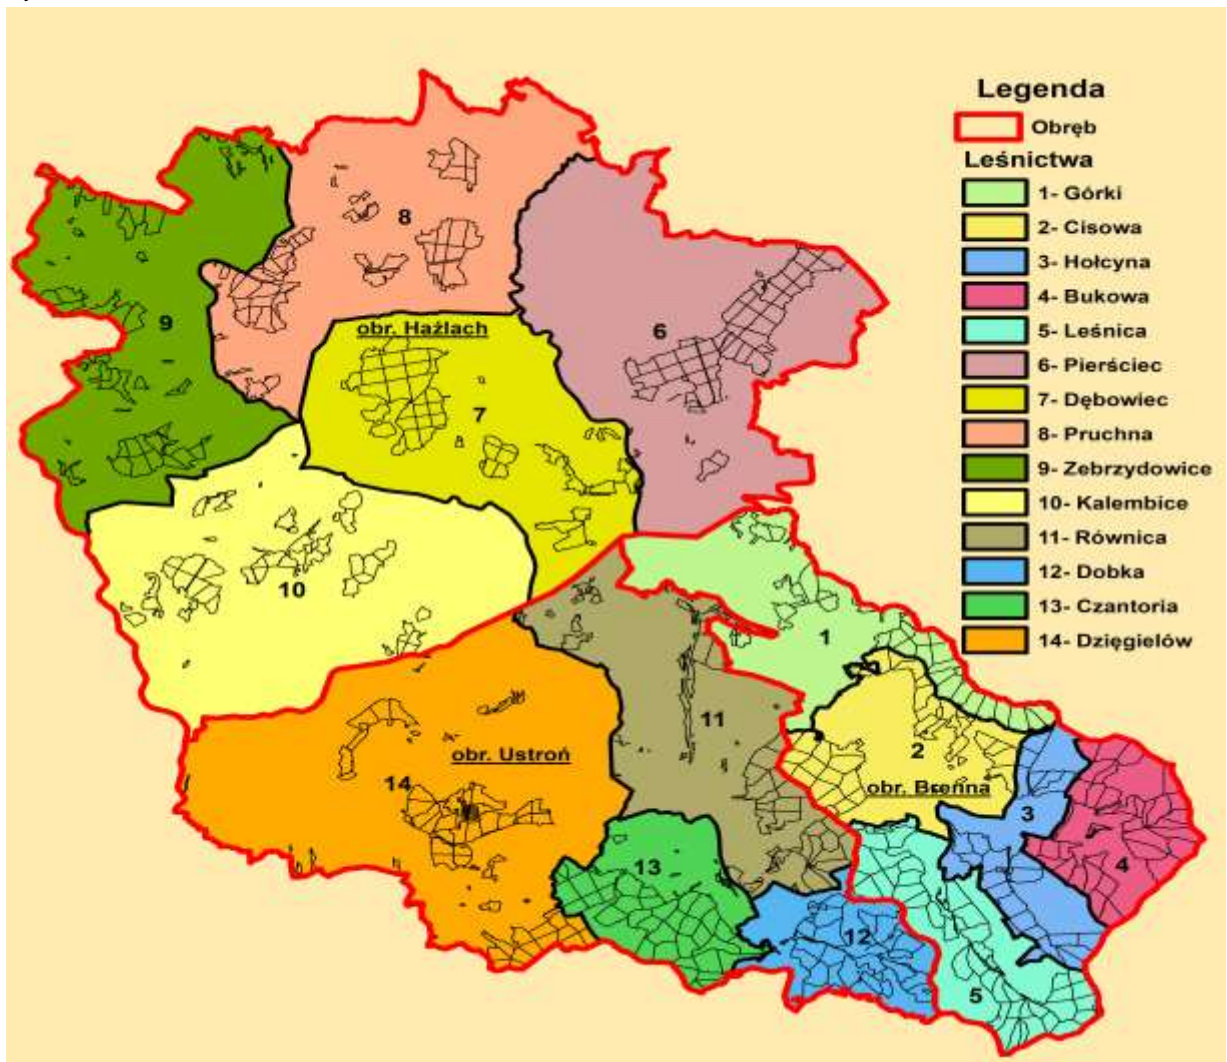 Legenda
Obręb
Leśnictwa
1- Górki
2- Cisowa
3- Hołcyna
4- Bukowa
5- Leśnica
6- Pierściec
7- Dębowiec
8- Pruchna
9- Zebrzydowice
10- Kalembice
11- Równica
12- Dobka
13- Czantoria
14- Dzięgielów
8
9
obr. Hażlach
6
7
10
1
11
2
obr. Ustroń
14
obr. Brenna
3
13
4
12
5